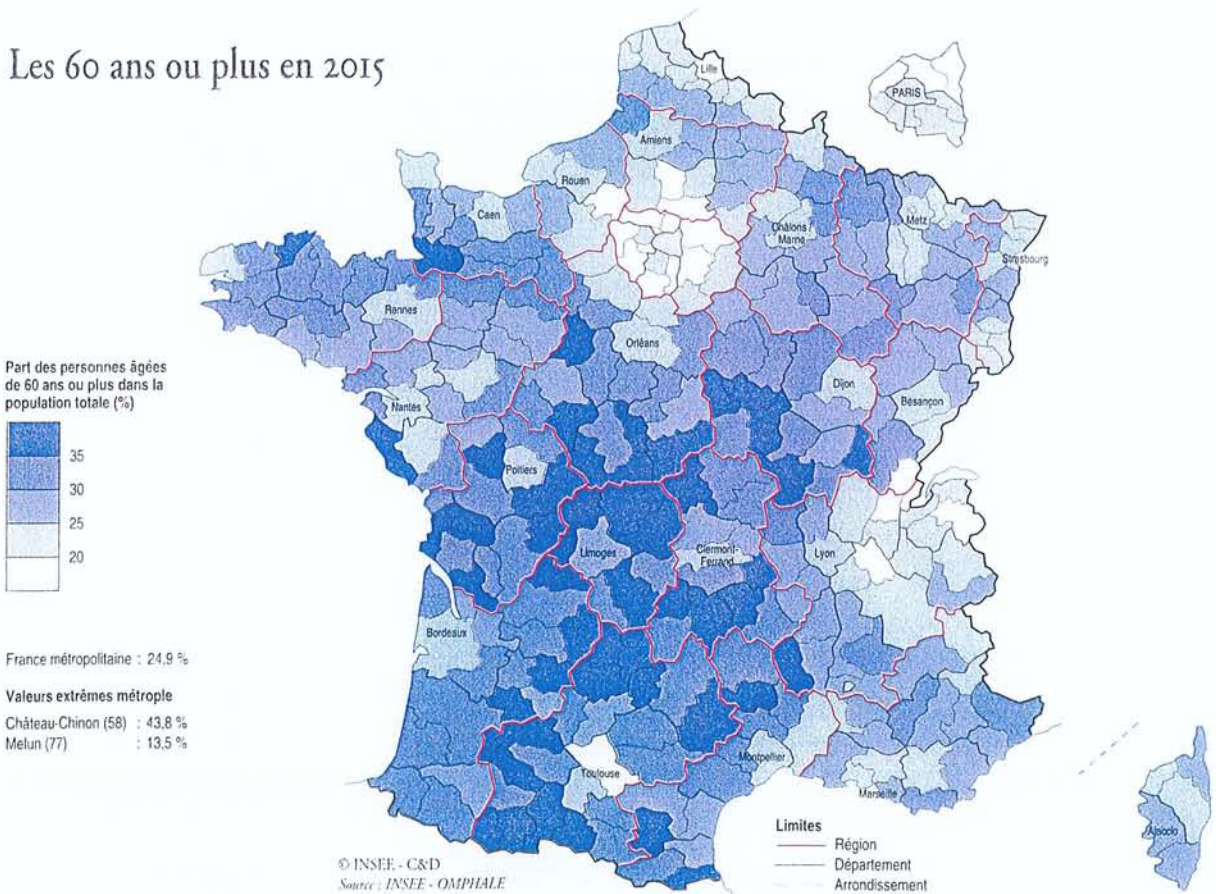 Les 60 ans ou plus en 2015
Lille
PARIS
Amiens
Rouen
Caen
Châlons /
Marne
Metz
Strasbourg
Rennes
Orléans
Part des personnes âgées
de 60 ans ou plus dans la
population totale (%)
35
30
25
20
Nantes
Dijon
Besançon
Poitiers
Limoges
Clermont-
Ferrand
Lyon
Bordeaux
France métropolitaine : 24.9 %
Valeurs extrêmes métrople
Château-Chinon (58) : 43,8 %
Melun (77) : 13,5 %
Toulouse
Montpellier
Marseille
Ajaccio
Limites
Région
Département
Arrondissement
© INSEE - C&D
Source : INSEE - OMPHALE